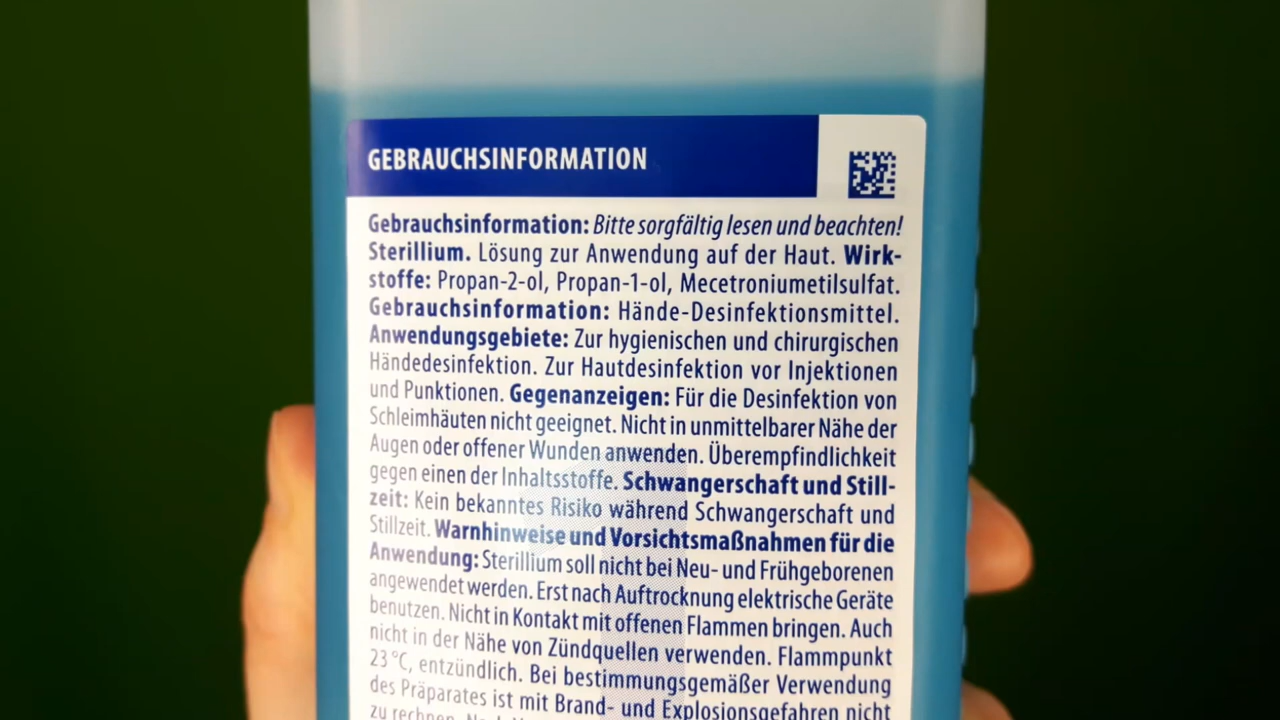 GEBRAUCHSINFORMATION
Gebrauchsinformation: Bitte sorgfältig lesen und beachten!
Sterillium. Lösung zur Anwendung auf der Haut. Wirk-
stoffe: Propan-2-ol, Propan-1-ol, Mecetroniumetilsulfat.
Gebrauchsinformation: Hände-Desinfektionsmittel.
Anwendungsgebiete: Zur hygienischen und chirurgischen
Händedesinfektion. Zur Hautdesinfektion vor Injektionen
und Punktionen. Gegenanzeigen: Für die Desinfektion von
Schleimhäuten nicht geeignet. Nicht in unmittelbarer Nähe der
Augen oder offener Wunden anwenden. Überempfindlichkeit
gegen einen der Inhaltsstoffe. Schwangerschaft und Still-
zeit: Kein bekanntes Risiko während Schwangerschaft und
Stillzeit. Warnhinweise und Vorsichtsmaßnahmen für die
Anwendung: Sterillium soll nicht bei Neu- und Frühgeborenen
angewendet werden. Erst nach Auftrocknung elektrische Geräte
benutzen. Nicht in Kontakt mit offenen Flammen bringen. Auch
nicht in der Nähe von Zündquellen verwenden. Flammpunkt
23 °C, entzündlich. Bei bestimmungsgemäßer Verwendung
des Präparates ist mit Brand- und Explosionsgefahren nicht
zu rechnen.